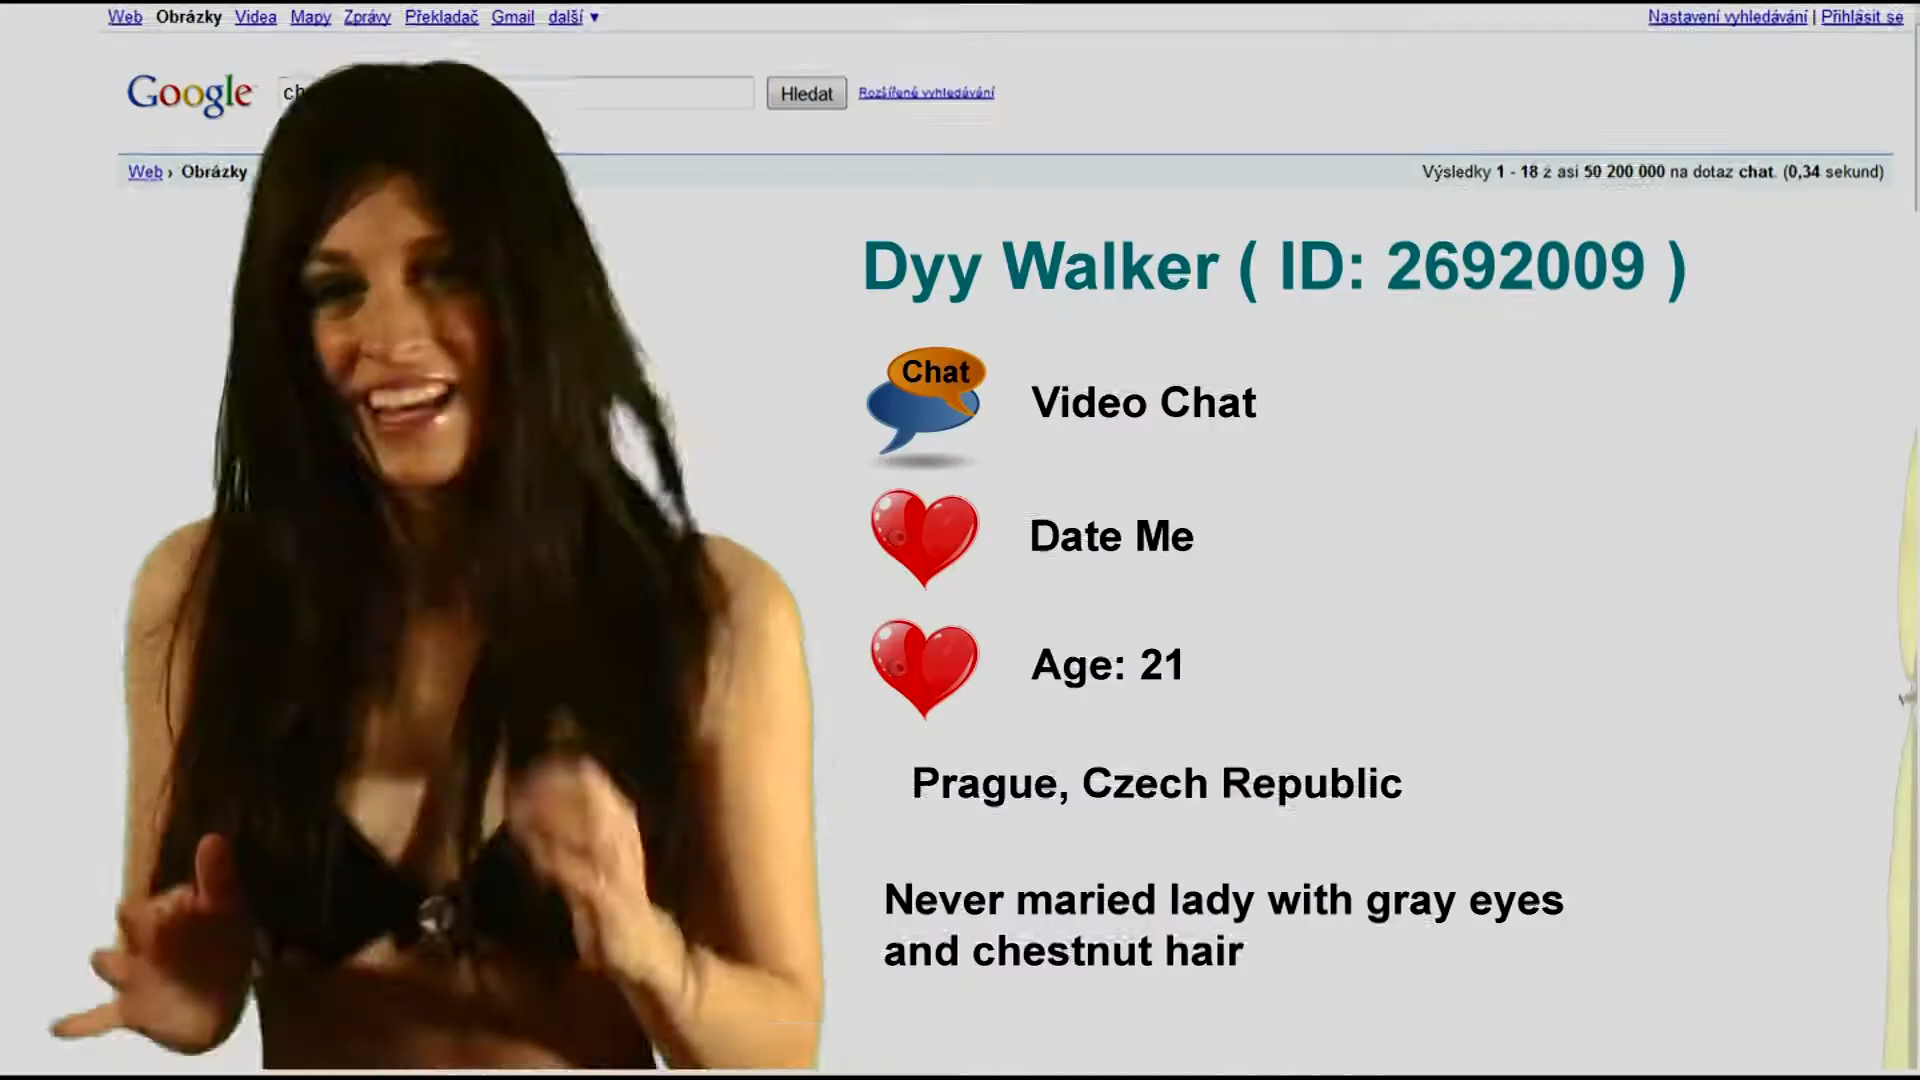 Web Obrázky Videa Mapy Zprávy Překladač Gmail další ▼
Nastavení vyhledávání | Přihlásit se
Google
Hledat
Rozšířené vyhledávání
Web › Obrázky
Výsledky 1 - 18 z asi 50 200 000 na dotaz chat. (0,34 sekund)
Dyy Walker ( ID: 2692009 )
Chat
Video Chat
Date Me
Age: 21
Prague, Czech Republic
Never maried lady with gray eyes
and chestnut hair